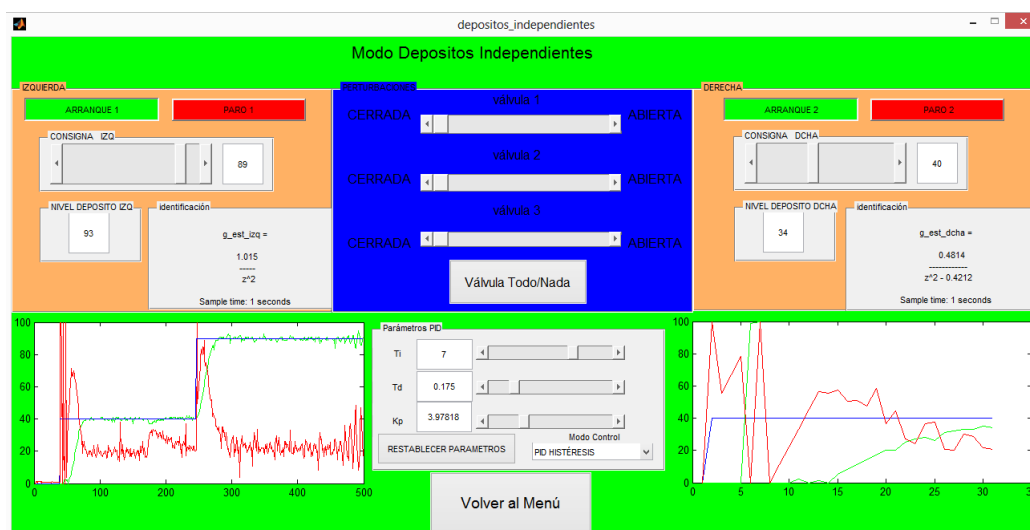 depositos_independientes
Modo Depositos Independientes
IZQUIERDA
ARRANQUE 1
PARO 1
CONSIGNA IZQ
89
NIVEL DEPOSITO IZQ
93
identificación
g_est_izq =
1.015
-----
z^2
Sample time: 1 seconds
PERTURBACIONES
válvula 1
CERRADA
ABIERTA
válvula 2
CERRADA
ABIERTA
válvula 3
CERRADA
ABIERTA
Válvula Todo/Nada
DERECHA
ARRANQUE 2
PARO 2
CONSIGNA DCHA
40
NIVEL DEPOSITO DCHA
34
identificación
g_est_dcha =
0.4814
------------
z^2 - 0.4212
Sample time: 1 seconds
100
80
60
40
20
0
0 100 200 300 400 500
Parámetros PID
Ti
7
Td
0.175
Kp
3.97818
RESTABLECER PARAMETROS
Modo Control
PID HISTÉRESIS
Volver al Menú
100
80
60
40
20
0
0 5 10 15 20 25 30 35